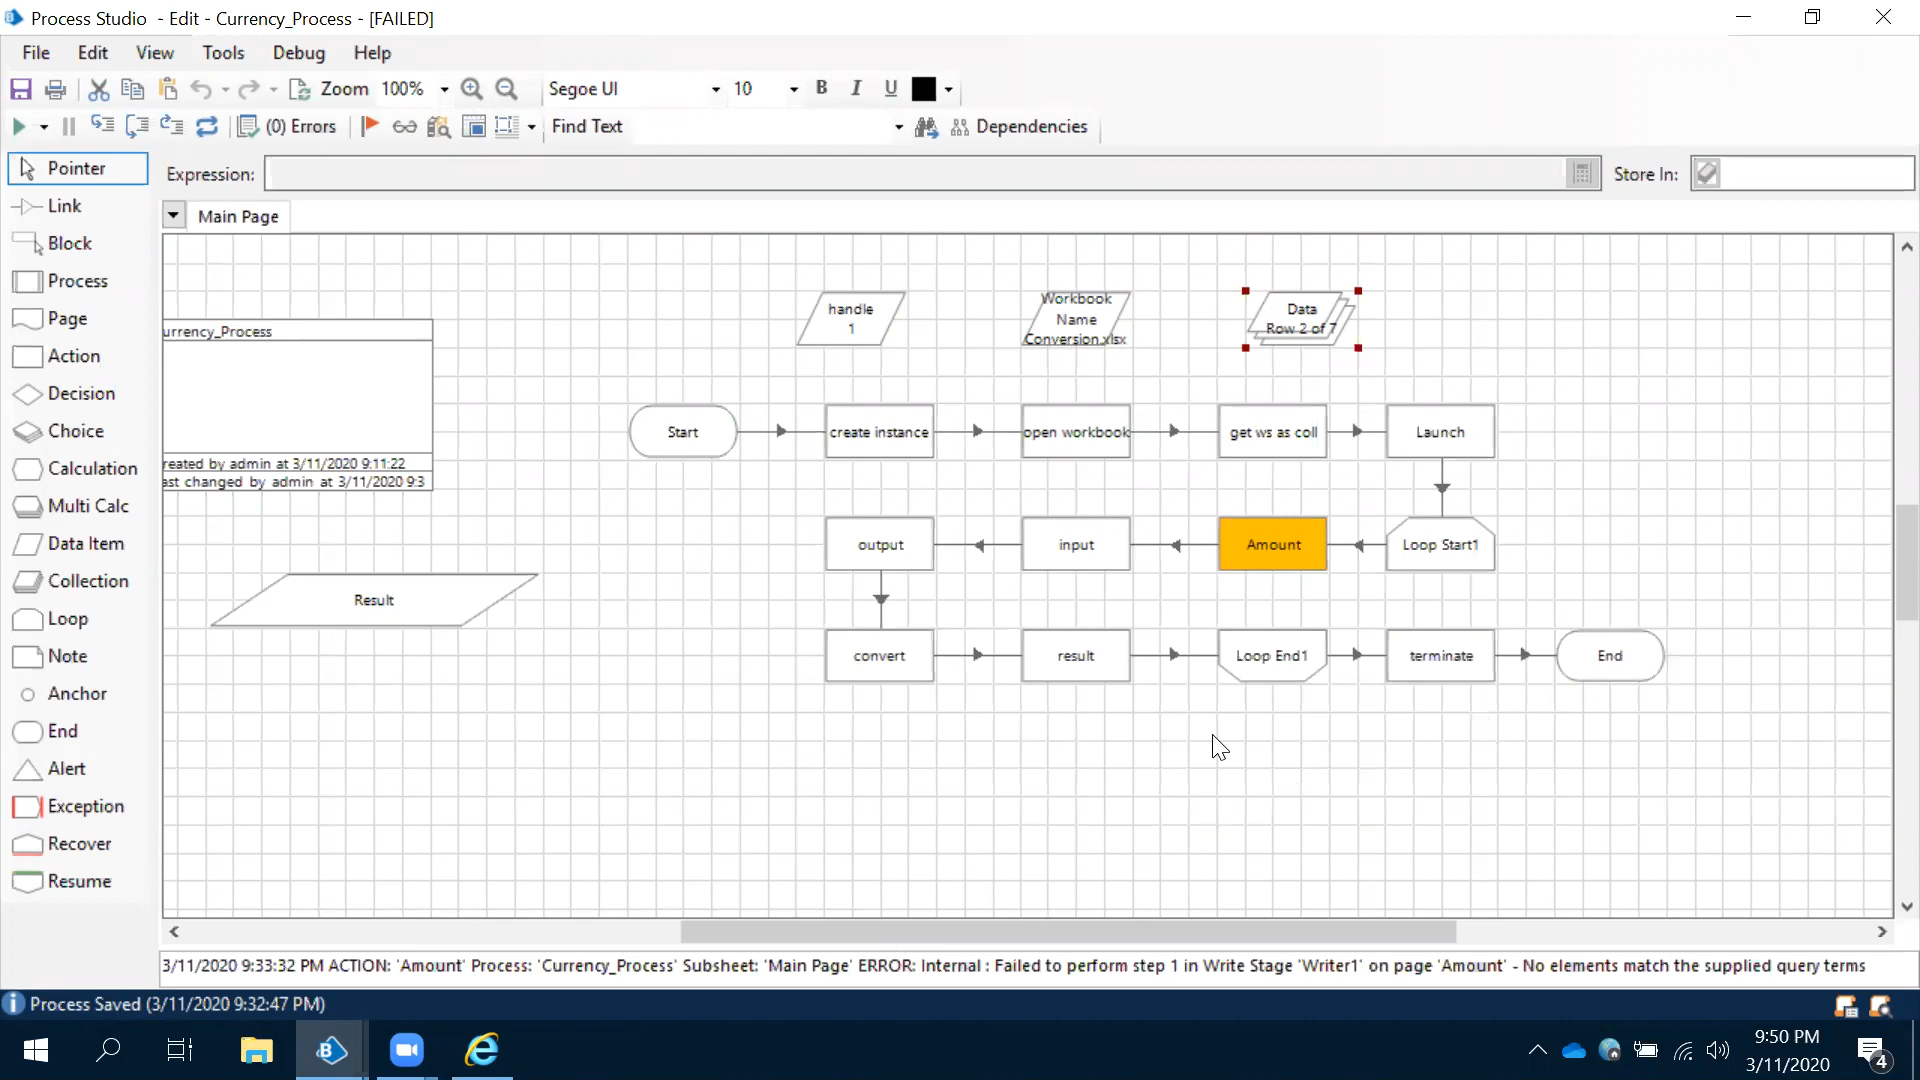 Process Studio - Edit - Currency_Process - [FAILED]
File Edit View Tools Debug Help
Zoom 100% Segoe UI 10 B I U
(0) Errors Find Text Dependencies
Pointer
Expression: Store In:
Link
Main Page
Block
Process
Page
Action
Decision
Choice
Calculation
Multi Calc
Data Item
Collection
Loop
Note
Anchor
End
Alert
Exception
Recover
Resume
handle
1
Workbook
Name
Conversion.xlsx
Data
Row 2 of 7
urrency_Process
reated by admin at 3/11/2020 9:11:22
ast changed by admin at 3/11/2020 9:3
Start
create instance
open workbook
get ws as coll
Launch
output
input
Amount
Loop Start1
Result
convert
result
Loop End1
terminate
End
3/11/2020 9:33:32 PM ACTION: 'Amount' Process: 'Currency_Process' Subsheet: 'Main Page' ERROR: Internal : Failed to perform step 1 in Write Stage 'Writer1' on page 'Amount' - No elements match the supplied query terms
Process Saved (3/11/2020 9:32:47 PM)
9:50 PM
3/11/2020
4